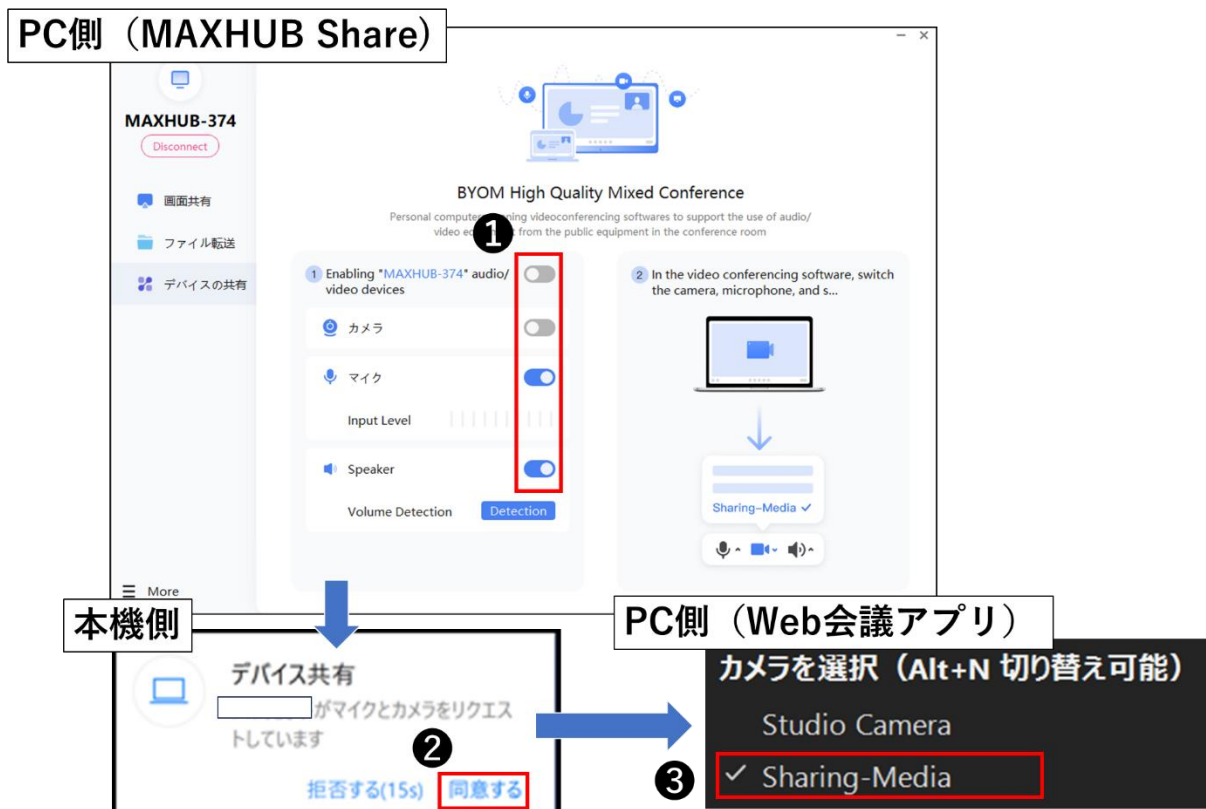 PC側（MAXHUB Share）
MAXHUB-374
Disconnect
画面共有
ファイル転送
デバイスの共有
More
BYOM High Quality Mixed Conference
Personal computers running videoconferencing softwares to support the use of audio/
video from the public equipment in the conference room
❶
1 Enabling "MAXHUB-374" audio/
video devices
カメラ
マイク
Input Level
Speaker
Volume Detection
Detection
2 In the video conferencing software, switch
the camera, microphone, and s...
Sharing-Media ✓
本機側
デバイス共有
がマイクとカメラをリクエス
トしています
❷
拒否する(15s) 同意する
PC側（Web会議アプリ）
カメラを選択（Alt+N 切り替え可能）
Studio Camera
❸
✓ Sharing-Media